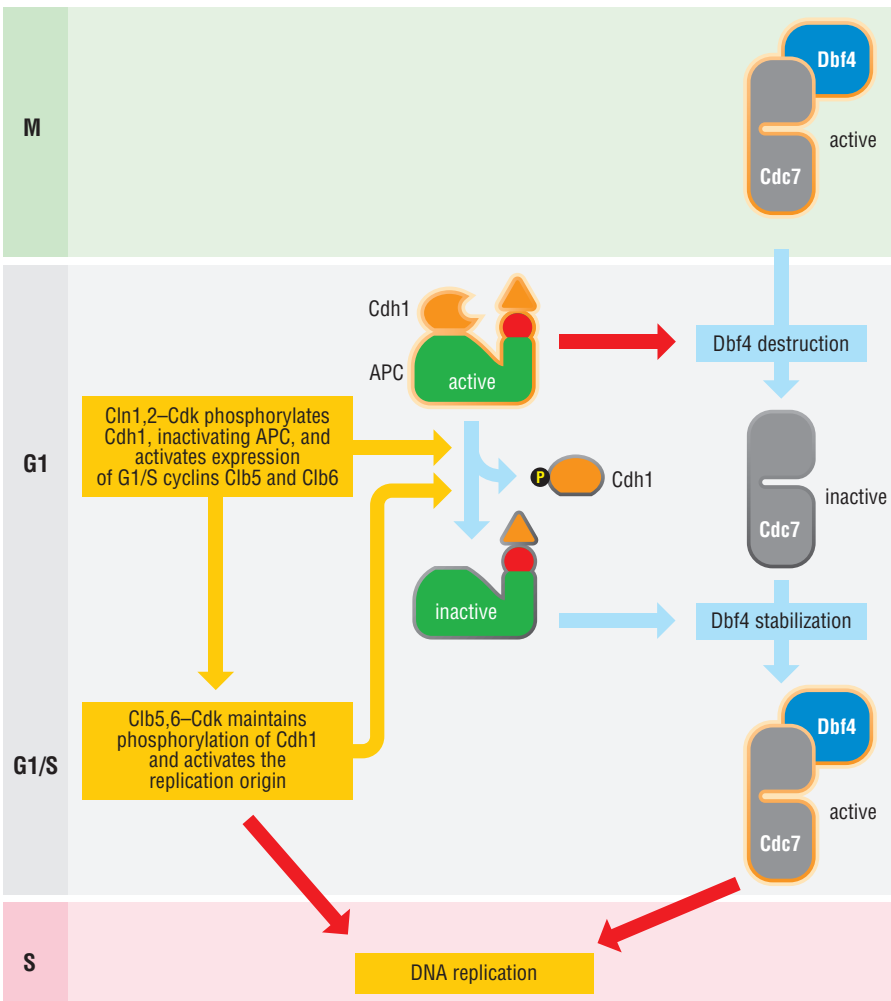 M
Dbf4
active
Cdc7
G1
Cdh1
APC
active
Dbf4 destruction
Cln1,2–Cdk phosphorylates
Cdh1, inactivating APC, and
activates expression
of G1/S cyclins Clb5 and Clb6
P
Cdh1
inactive
Cdc7
inactive
Dbf4 stabilization
G1/S
Clb5,6–Cdk maintains
phosphorylation of Cdh1
and activates the
replication origin
Dbf4
active
Cdc7
S
DNA replication